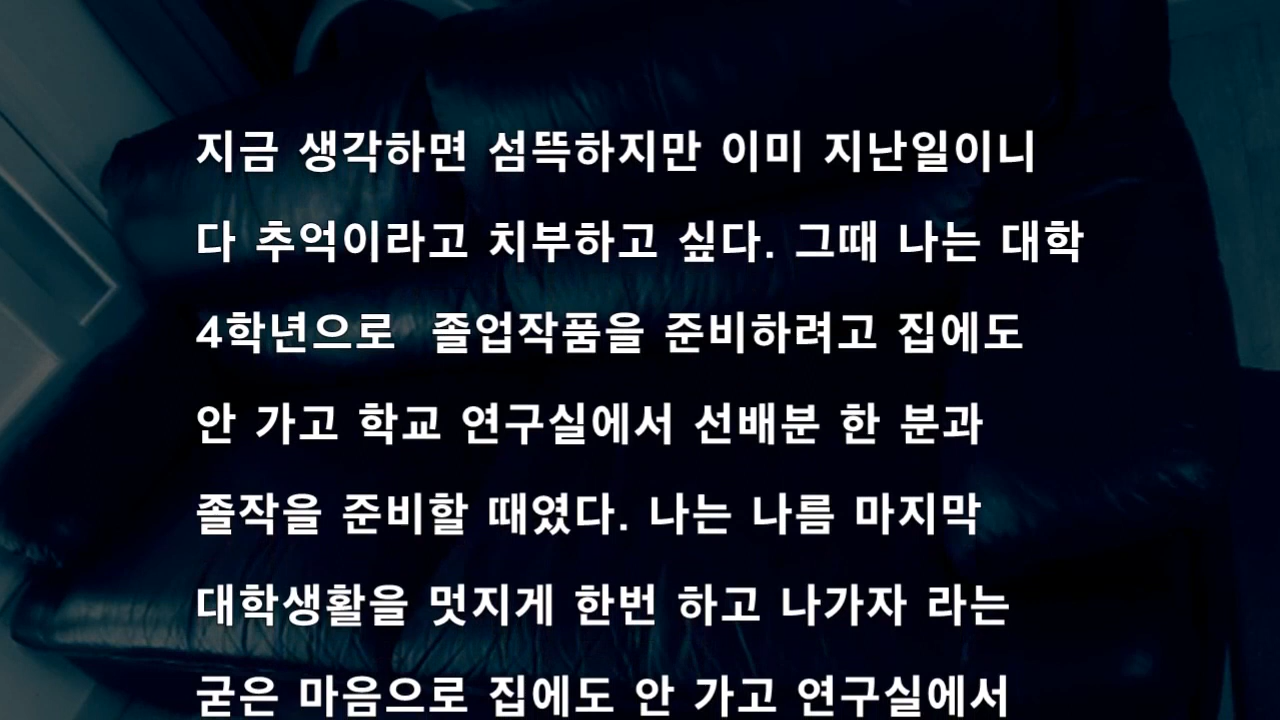 지금 생각하면 섬뜩하지만 이미 지난일이니
다 추억이라고 치부하고 싶다. 그때 나는 대학
4학년으로  졸업작품을 준비하려고 집에도
안 가고 학교 연구실에서 선배분 한 분과
졸작을 준비할 때였다. 나는 나름 마지막
대학생활을 멋지게 한번 하고 나가자 라는
굳은 마음으로 집에도 안 가고 연구실에서